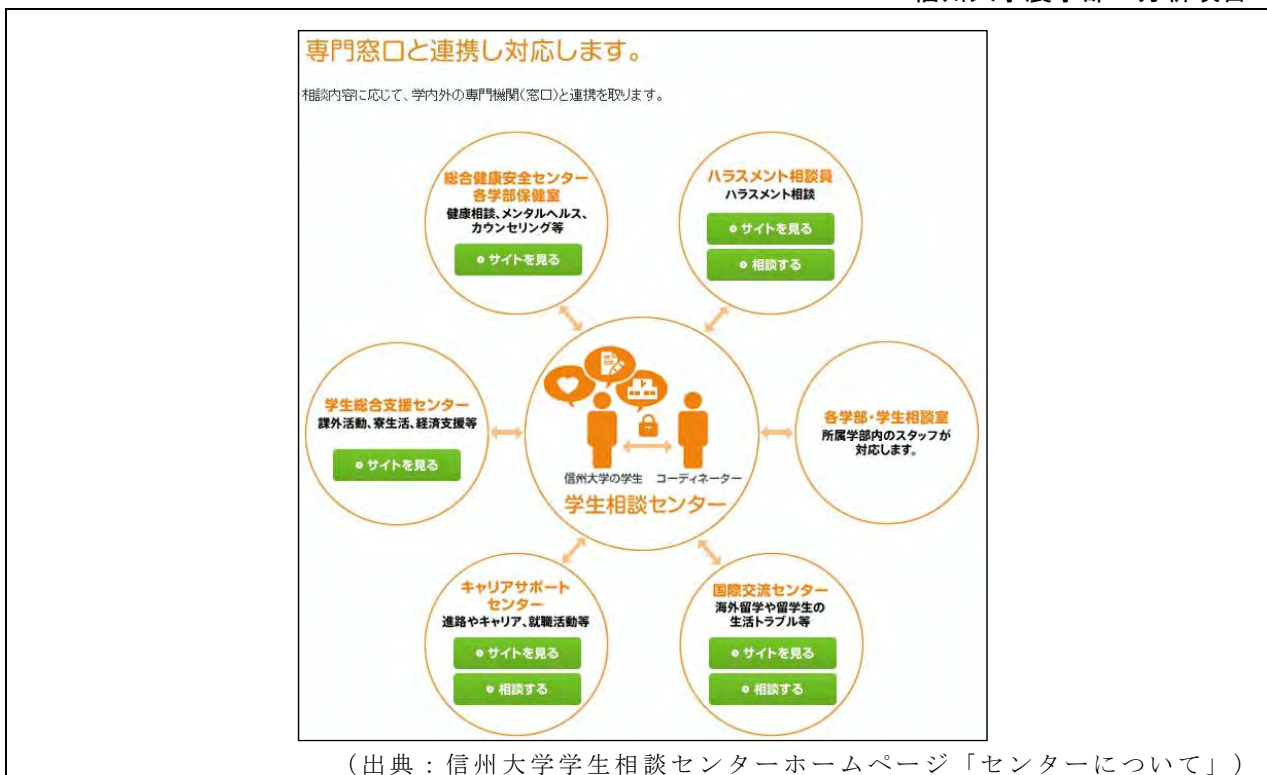 専門窓口と連携し対応します。
相談内容に応じて、学内外の専門機関(窓口)と連携を取ります。
総合健康安全センター
各学部保健室
健康相談、メンタルヘルス、
カウンセリング等
サイトを見る
ハラスメント相談員
ハラスメント相談
サイトを見る
相談する
学生総合支援センター
課外活動、寮生活、経済支援等
サイトを見る
信州大学の学生 コーディネーター
学生相談センター
各学部・学生相談室
所属学部内のスタッフが
対応します。
キャリアサポート
センター
進路やキャリア、就職活動等
サイトを見る
相談する
国際交流センター
海外留学や留学生の
生活トラブル等
サイトを見る
相談する
(出典:信州大学学生相談センターホームページ「センターについて」)